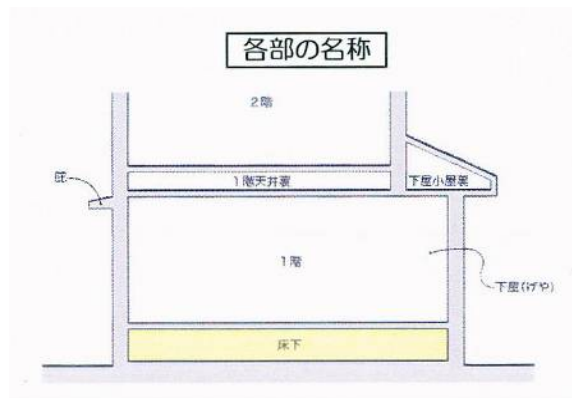 各部の名称
2階
庇
1階天井裏
下屋小屋裏
1階
下屋(げや)
床下